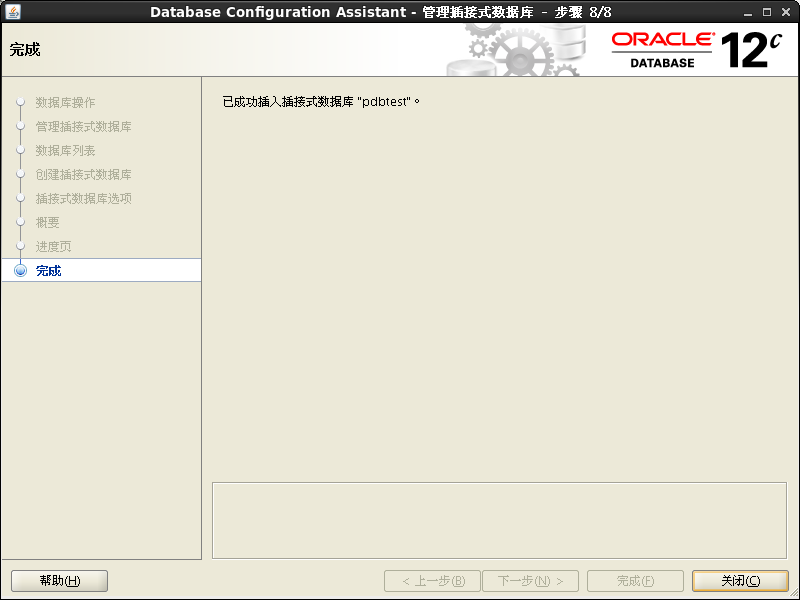 Database Configuration Assistant - 管理插接式数据库 - 步骤 8/8
完成
ORACLE
DATABASE
12c
数据库操作
管理插接式数据库
数据库列表
创建插接式数据库
插接式数据库选项
概要
进度页
完成
已成功插入插接式数据库 "pdbtest"。
帮助(H)
< 上一步(B)
下一步(N) >
完成(F)
关闭(C)